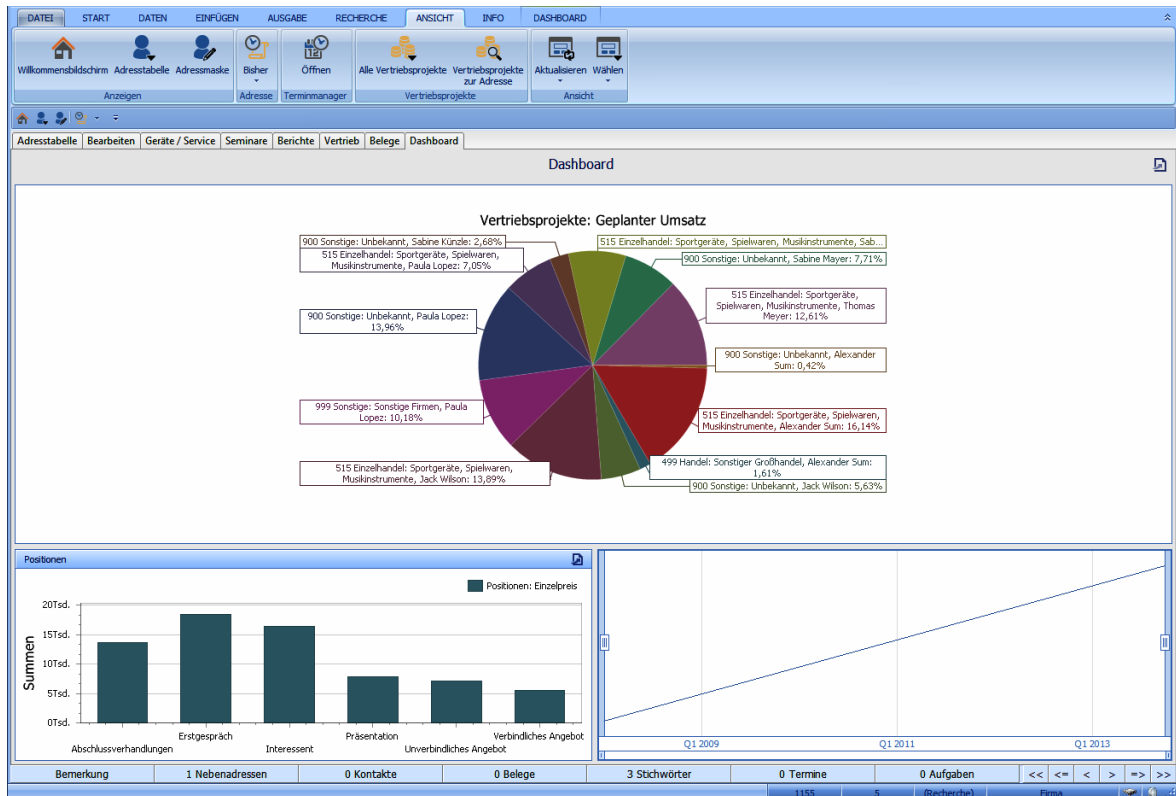 DATEI START DATEN EINFÜGEN AUSGABE RECHERCHE ANSICHT INFO DASHBOARD
Willkommensbildschirm Adresstabelle Adressmaske Bisher Öffnen Alle Vertriebsprojekte Vertriebsprojekte zur Adresse Aktualisieren Wählen
Anzeigen Adresse Terminmanager Vertriebsprojekte Ansicht
Adresstabelle Bearbeiten Geräte / Service Seminare Berichte Vertrieb Belege Dashboard
Dashboard
Vertriebsprojekte: Geplanter Umsatz
900 Sonstige: Unbekannt, Sabine Künzle: 2,68%
515 Einzelhandel: Sportgeräte, Spielwaren, Musikinstrumente, Sab...
515 Einzelhandel: Sportgeräte, Spielwaren,
Musikinstrumente, Paula Lopez: 7,05%
900 Sonstige: Unbekannt, Sabine Mayer: 7,71%
515 Einzelhandel: Sportgeräte,
Spielwaren, Musikinstrumente, Thomas
Meyer: 12,61%
900 Sonstige: Unbekannt, Paula Lopez:
13,96%
900 Sonstige: Unbekannt, Alexander
Sum: 0,42%
999 Sonstige: Sonstige Firmen, Paula
Lopez: 10,18%
515 Einzelhandel: Sportgeräte, Spielwaren,
Musikinstrumente, Alexander Sum: 16,14%
515 Einzelhandel: Sportgeräte, Spielwaren,
Musikinstrumente, Jack Wilson: 13,89%
499 Handel: Sonstiger Großhandel, Alexander Sum:
1,61%
900 Sonstige: Unbekannt, Jack Wilson: 5,63%
Positionen
Positionen: Einzelpreis
Summen
20Tsd.
15Tsd.
10Tsd.
5Tsd.
0Tsd.
Erstgespräch Präsentation Verbindliches Angebot
Abschlussverhandlungen Interessent Unverbindliches Angebot
Q1 2009 Q1 2011 Q1 2013
Bemerkung 1 Nebenadressen 0 Kontakte 0 Belege 3 Stichwörter 0 Termine 0 Aufgaben << <= < > => >>
1155 5 (Recherche) Firma